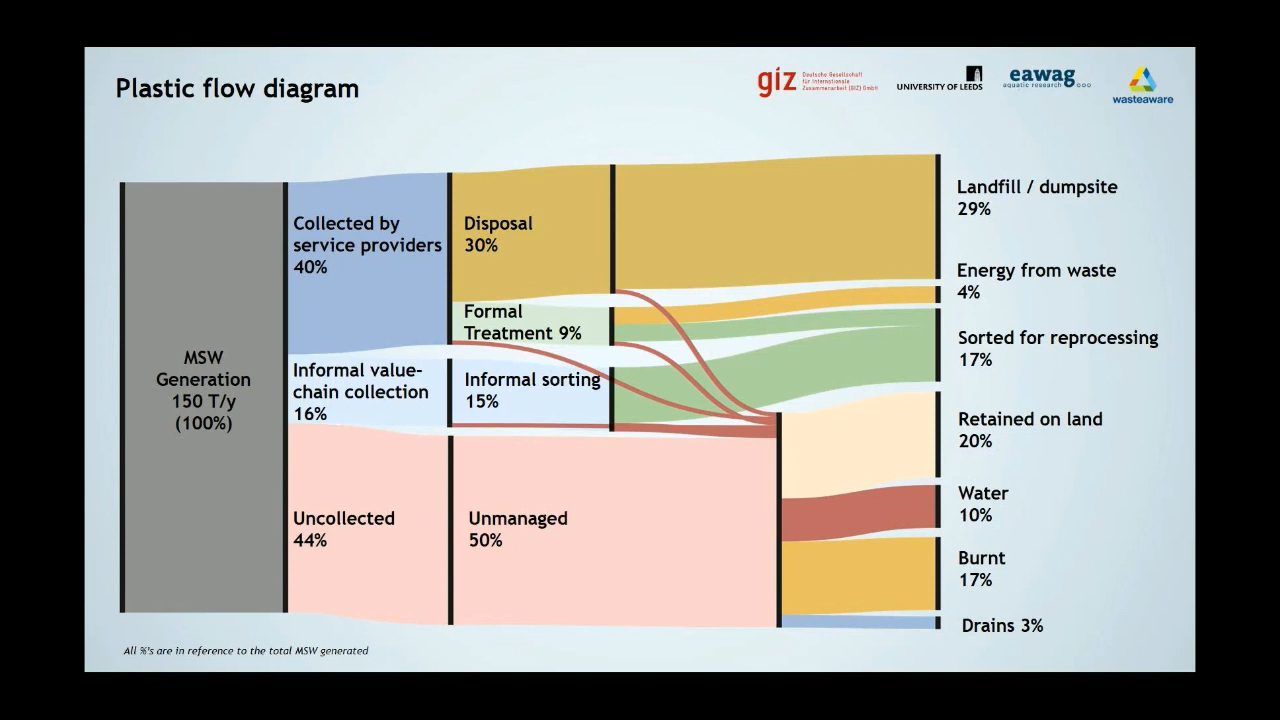 Plastic flow diagram
giz
Deutsche Gesellschaft
für Internationale
Zusammenarbeit (GIZ) GmbH
UNIVERSITY OF LEEDS
eawag
aquatic research
wasteaware
MSW
Generation
150 T/y
(100%)
Collected by
service providers
40%
Informal value-
chain collection
16%
Uncollected
44%
Disposal
30%
Formal
Treatment 9%
Informal sorting
15%
Unmanaged
50%
Landfill / dumpsite
29%
Energy from waste
4%
Sorted for reprocessing
17%
Retained on land
20%
Water
10%
Burnt
17%
Drains 3%
All %'s are in reference to the total MSW generated